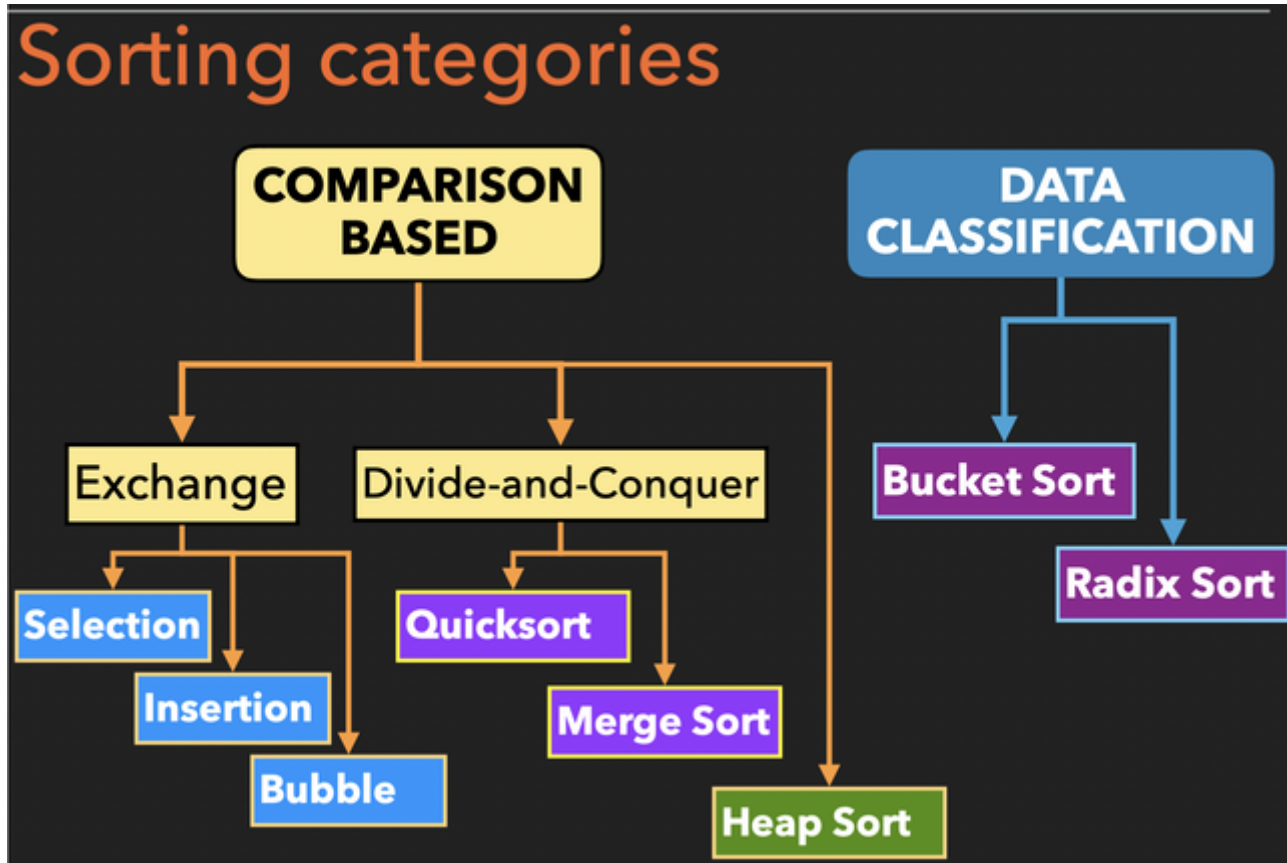 Sorting categories
COMPARISON
BASED
DATA
CLASSIFICATION
Exchange
Divide-and-Conquer
Bucket Sort
Radix Sort
Selection
Quicksort
Insertion
Merge Sort
Bubble
Heap Sort